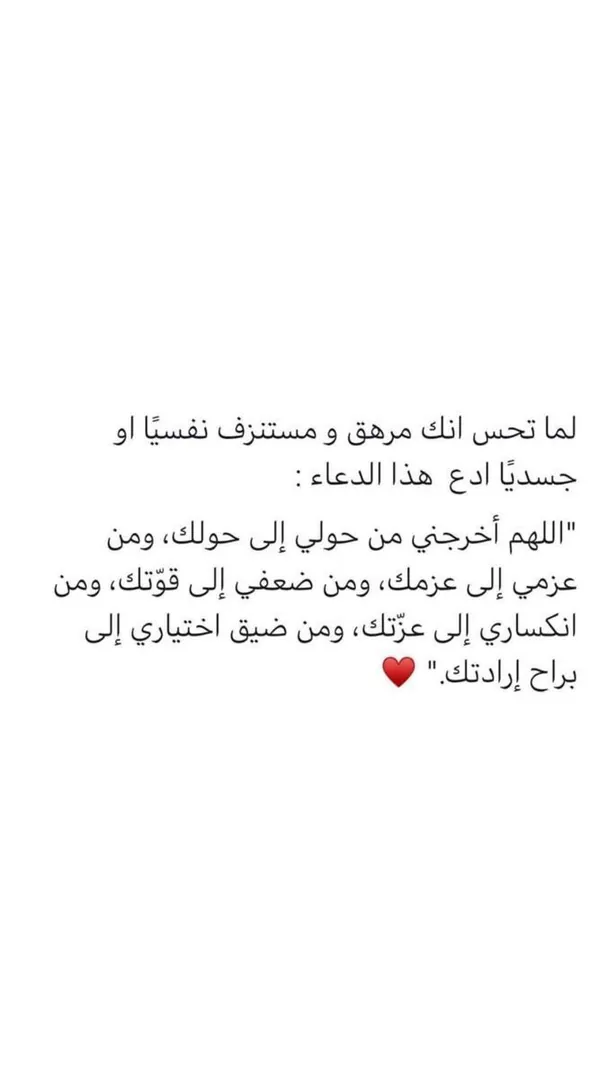 لما تحس انك مرهق و مستنزف نفسيًا او
جسديًا ادع هذا الدعاء :
"اللهم أخرجني من حولي إلى حولك، ومن
عزمي إلى عزمك، ومن ضعفي إلى قوّتك، ومن
انكساري إلى عزّتك، ومن ضيق اختياري إلى
براح إرادتك." ♥️